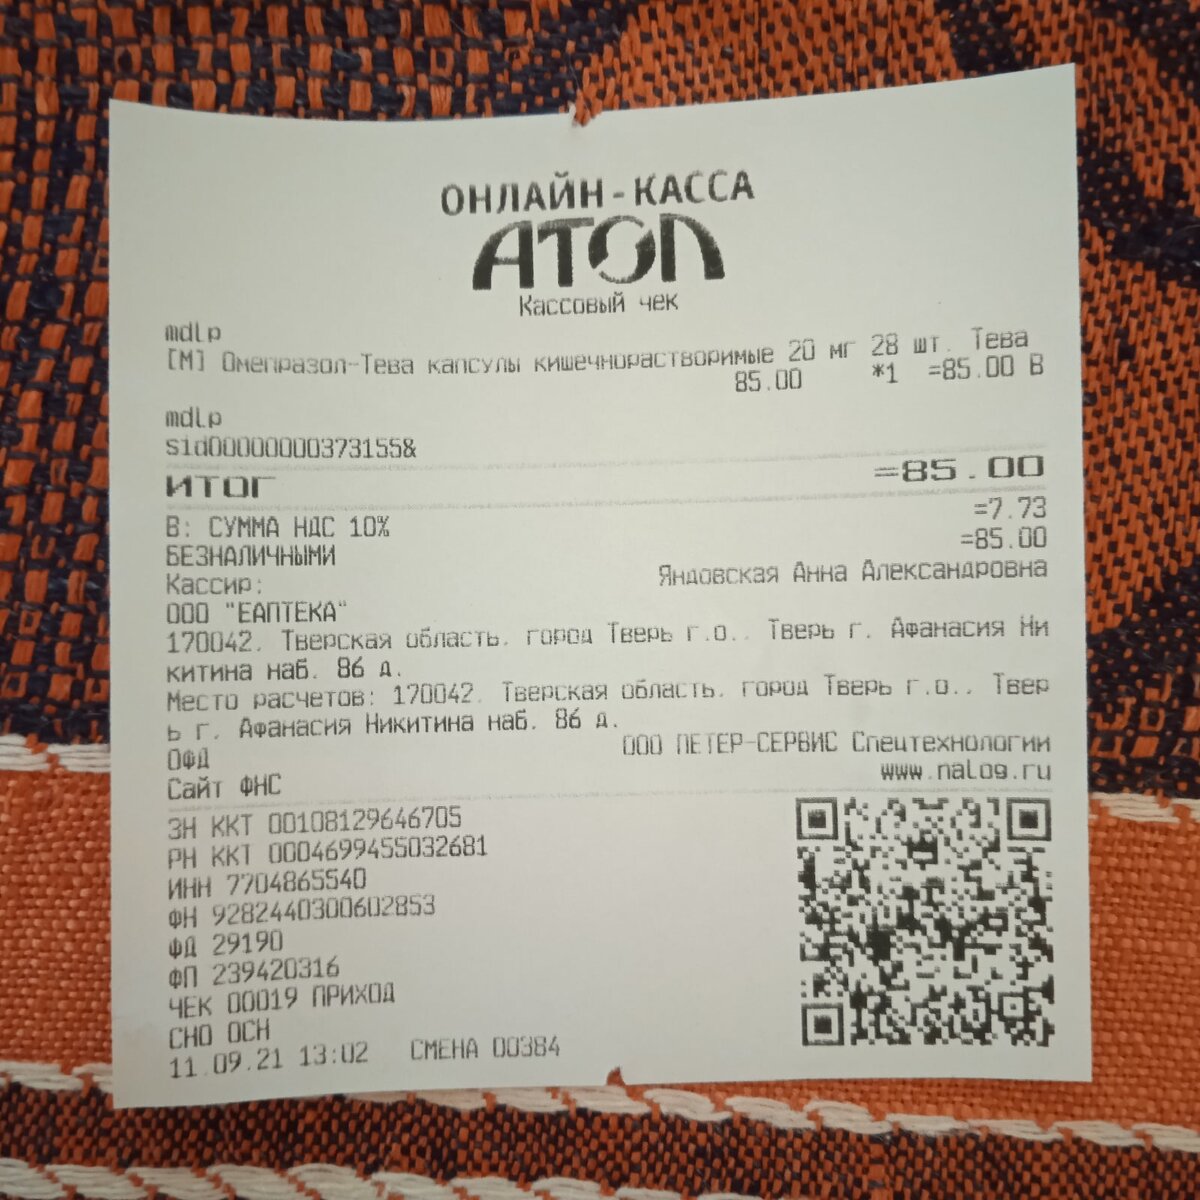 ОНЛАЙН-КАССА
АТОЛ
Кассовый чек
mdlp
[М] Омепразол-Тева капсулы кишечнорастворимые 20 мг 28 шт. Тева
85.00 *1 =85.00 В
mdlp
sid00000000373155&
ИТОГ =85.00
В: СУММА НДС 10% =7.73
БЕЗНАЛИЧНЫМИ =85.00
Кассир: Яндовская Анна Александровна
ООО "ЕАПТЕКА"
170042, Тверская область, город Тверь г.о., Тверь г, Афанасия Ни
китина наб. 86 д.
Место расчетов: 170042, Тверская область, город Тверь г.о., Твер
ь г, Афанасия Никитина наб. 86 д.
ОФД ООО ПЕТЕР-СЕРВИС Спецтехнологии
Сайт ФНС www.nalog.ru
ЗН ККТ 00108129646705
РН ККТ 0004699455032681
ИНН 7704865540
ФН 9282440300602853
ФД 29190
ФП 239420316
ЧЕК 00019 ПРИХОД
СНО ОСН
11.09.21 13:02 СМЕНА 00384